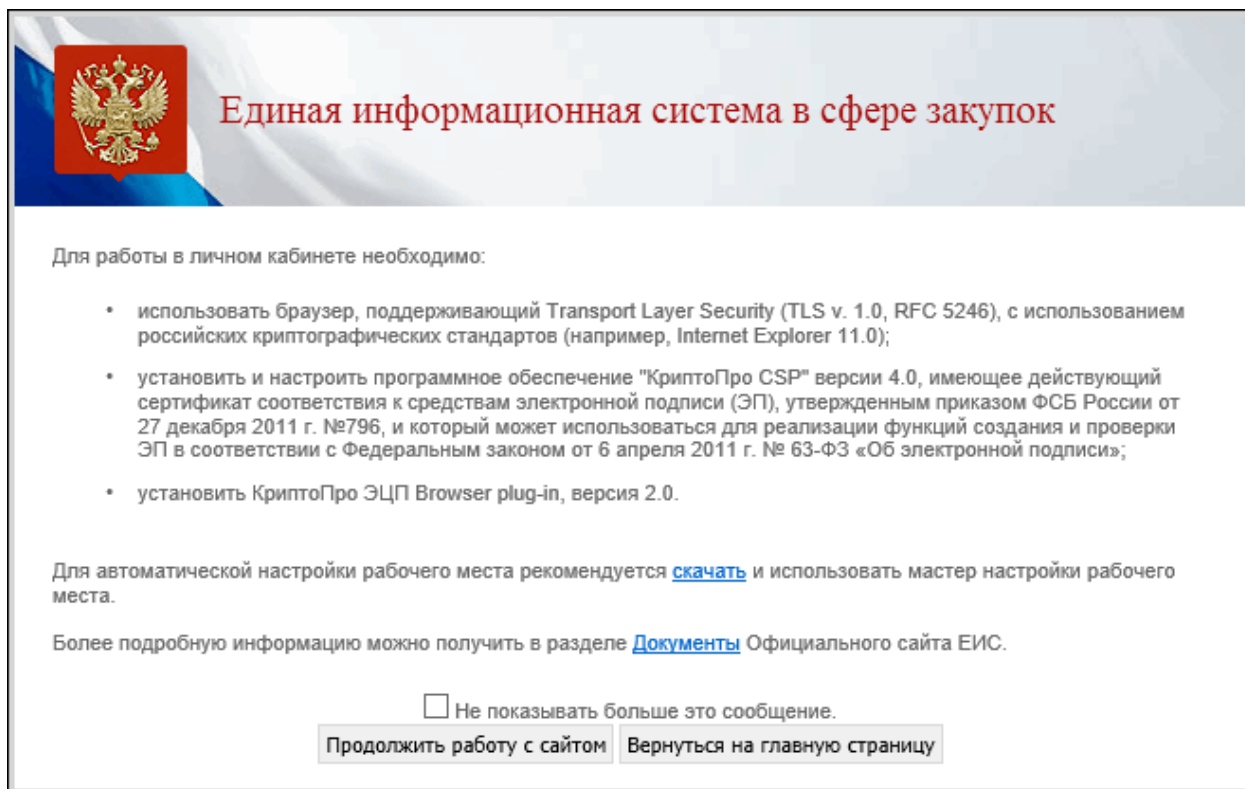 Единая информационная система в сфере закупок
Для работы в личном кабинете необходимо:
• использовать браузер, поддерживающий Transport Layer Security (TLS v. 1.0, RFC 5246), с использованием
российских криптографических стандартов (например, Internet Explorer 11.0);
• установить и настроить программное обеспечение "КриптоПро CSP" версии 4.0, имеющее действующий
сертификат соответствия к средствам электронной подписи (ЭП), утвержденным приказом ФСБ России от
27 декабря 2011 г. №796, и который может использоваться для реализации функций создания и проверки
ЭП в соответствии с Федеральным законом от 6 апреля 2011 г. № 63-ФЗ «Об электронной подписи»;
• установить КриптоПро ЭЦП Browser plug-in, версия 2.0.
Для автоматической настройки рабочего места рекомендуется скачать и использовать мастер настройки рабочего
места.
Более подробную информацию можно получить в разделе Документы Официального сайта ЕИС.
Не показывать больше это сообщение.
Продолжить работу с сайтом Вернуться на главную страницу